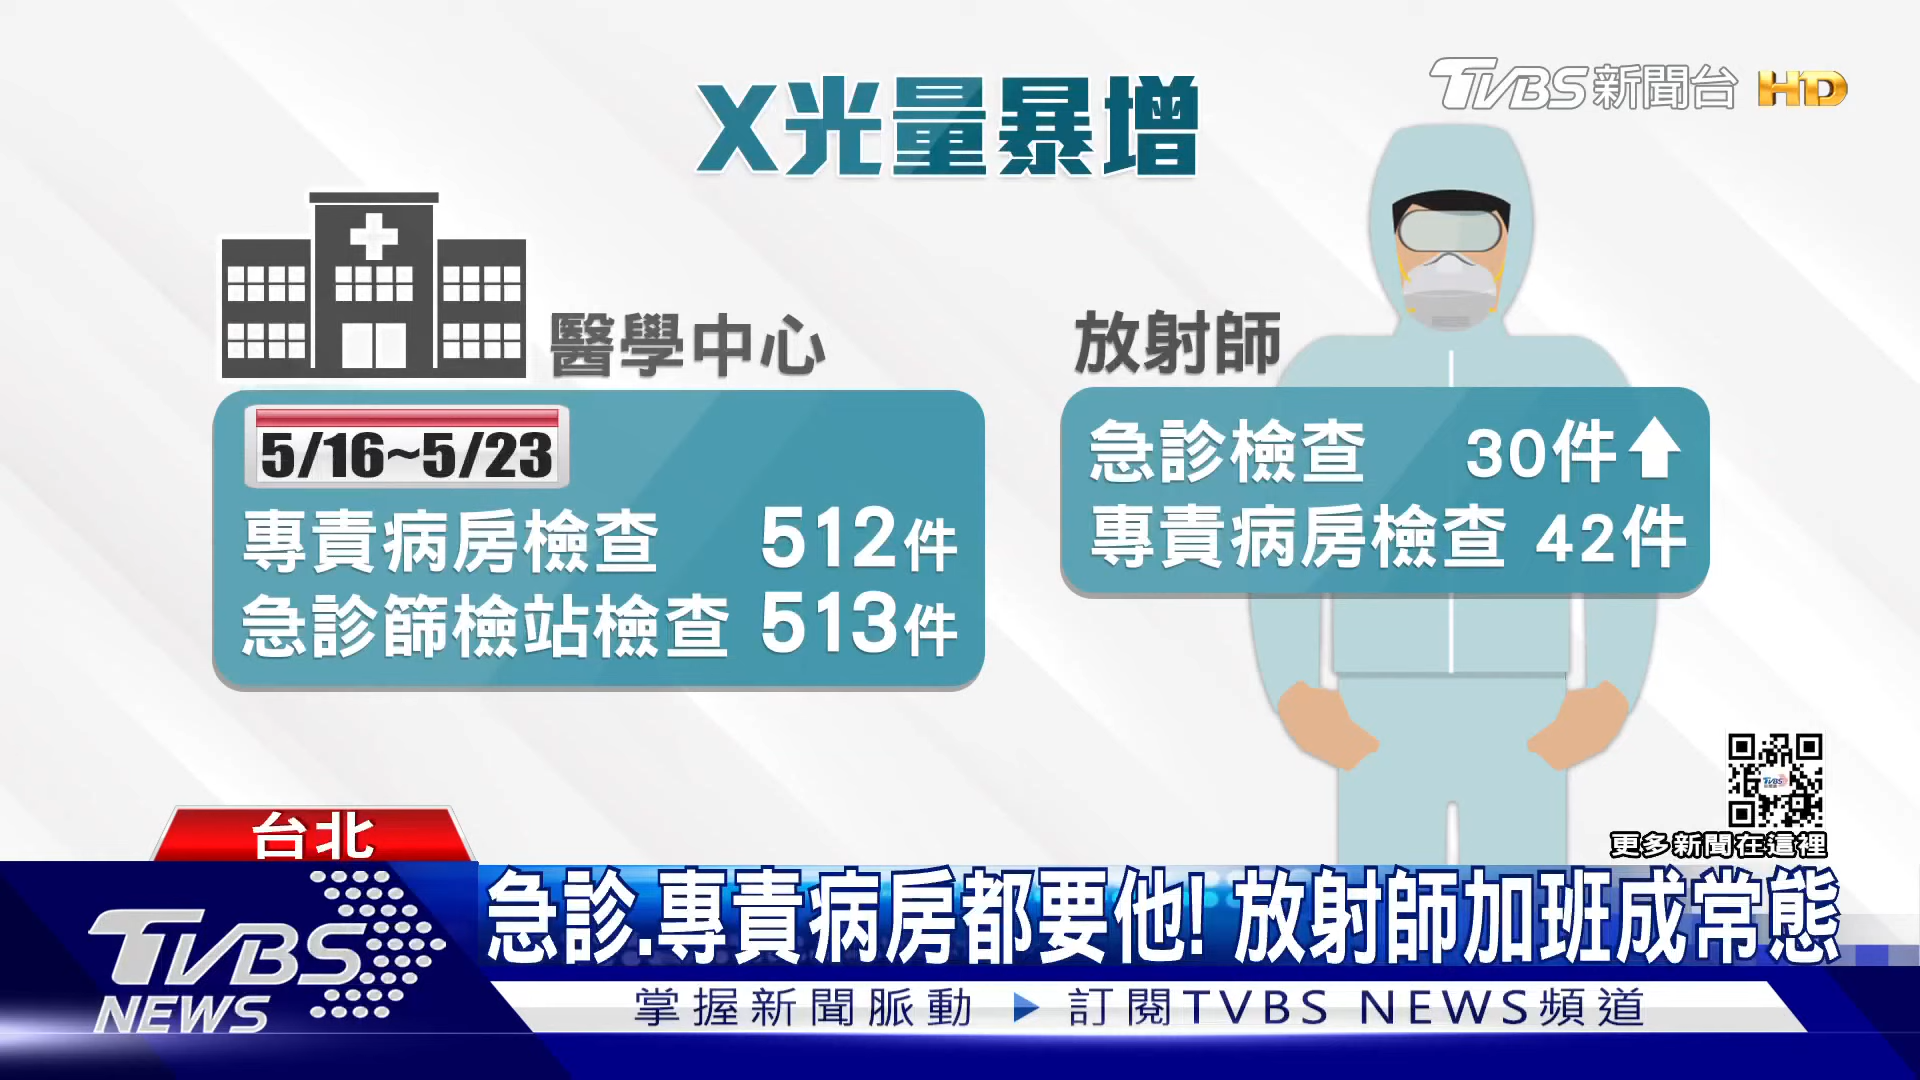 TVBS新聞台 HD
X光量暴增
醫學中心
5/16~5/23
專責病房檢查 512件
急診篩檢站檢查 513件
放射師
急診檢查 30件
專責病房檢查 42件
TVBS
更多新聞在這裡
台北
急診.專責病房都要他! 放射師加班成常態
TVBS NEWS
掌握新聞脈動 訂閱TVBS NEWS頻道